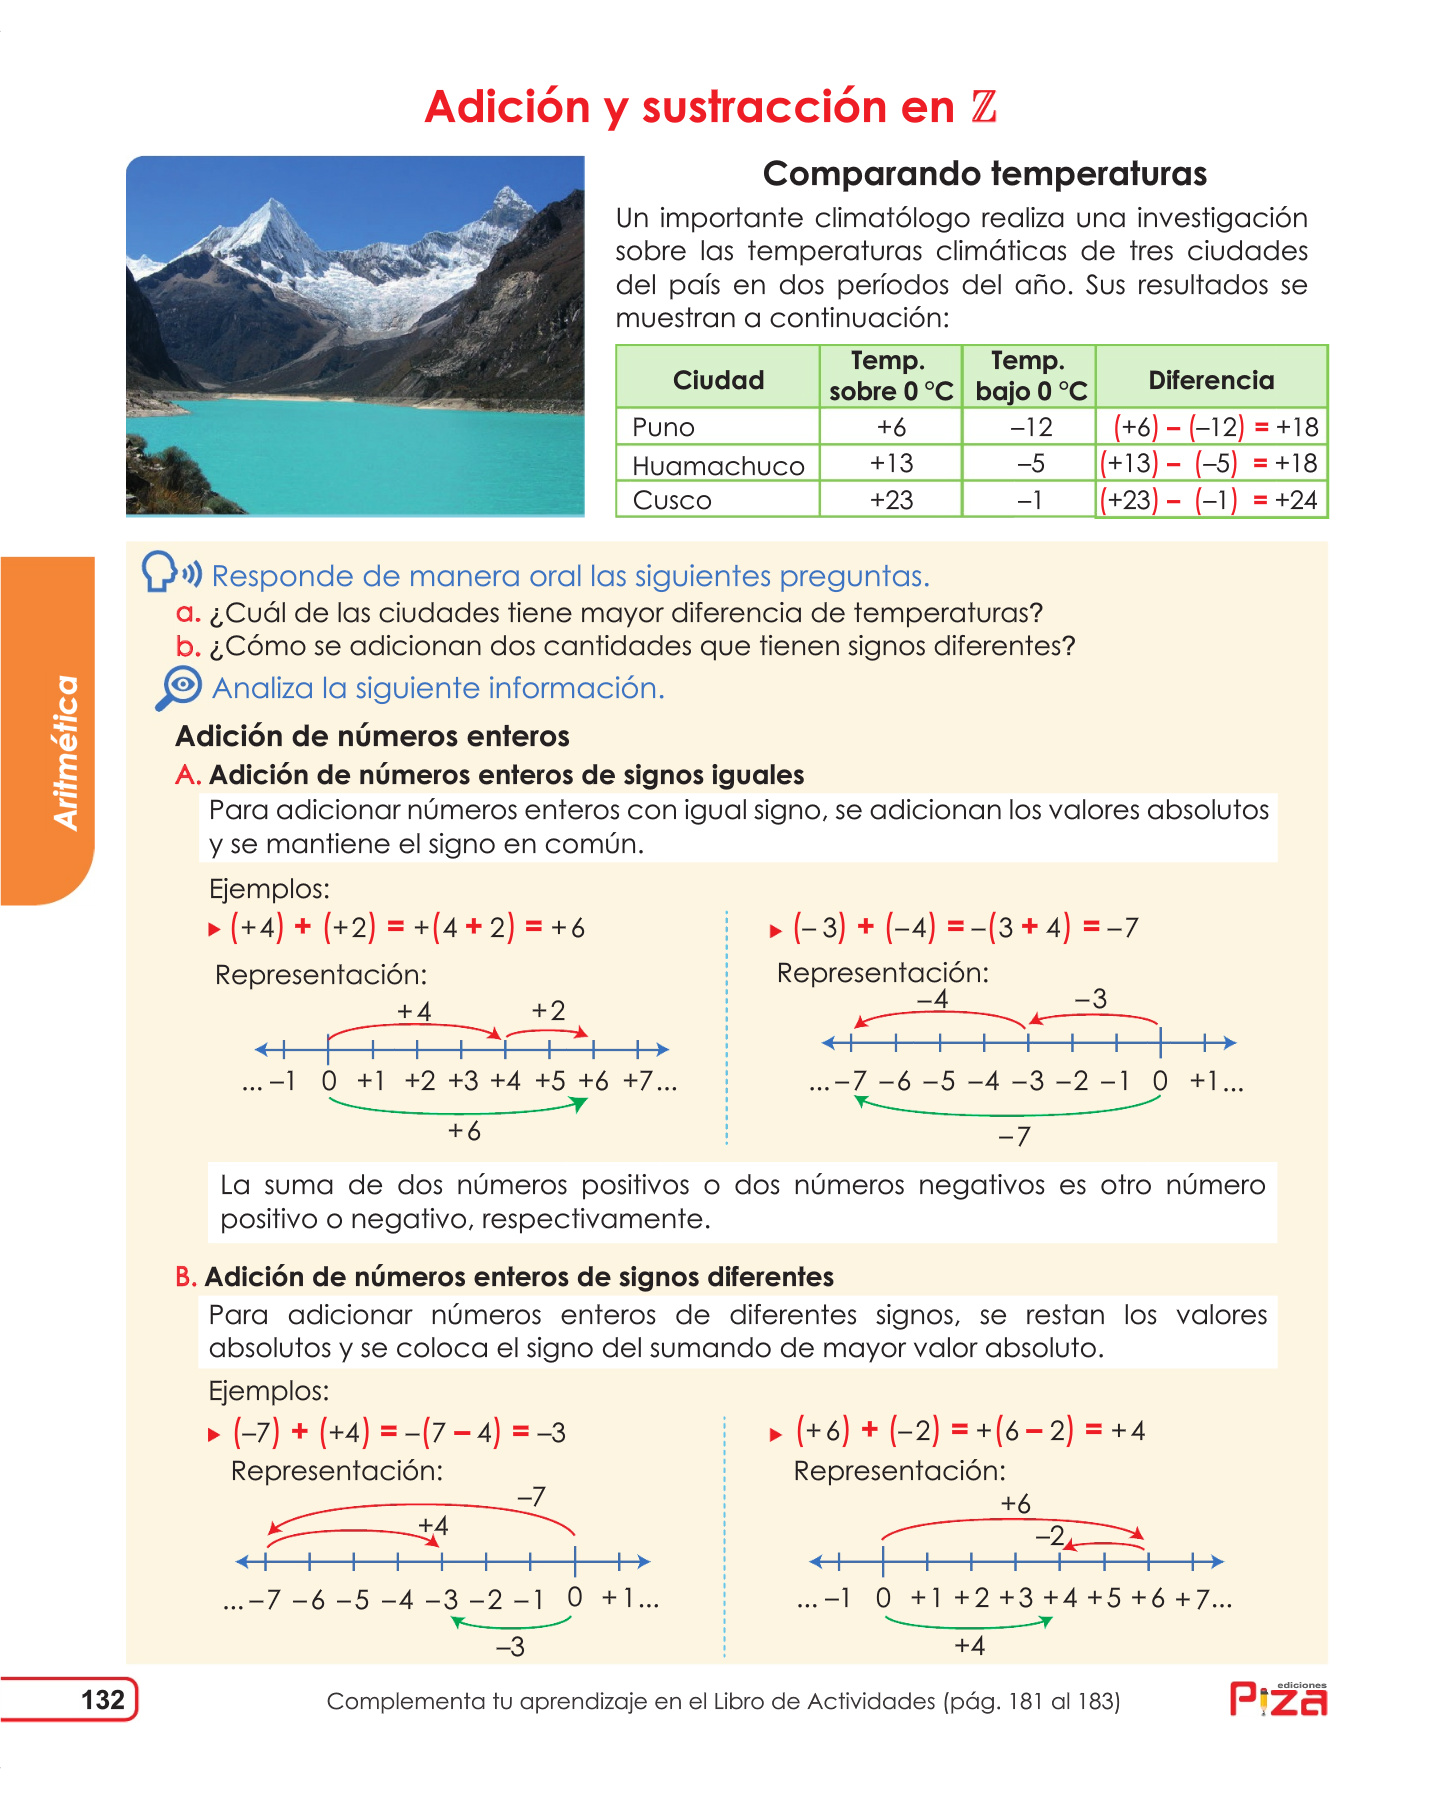 Adición y sustracción en ℤ
Comparando temperaturas
Un importante climatólogo realiza una investigación
sobre las temperaturas climáticas de tres ciudades
del país en dos períodos del año. Sus resultados se
muestran a continuación:
Ciudad Temp. sobre 0 °C Temp. bajo 0 °C Diferencia
Puno +6 –12 (+6) – (–12) = +18
Huamachuco +13 –5 (+13) – (–5) = +18
Cusco +23 –1 (+23) – (–1) = +24
Responde de manera oral las siguientes preguntas.
a. ¿Cuál de las ciudades tiene mayor diferencia de temperaturas?
b. ¿Cómo se adicionan dos cantidades que tienen signos diferentes?
Analiza la siguiente información.
Aritmética
Adición de números enteros
A. Adición de números enteros de signos iguales
Para adicionar números enteros con igual signo, se adicionan los valores absolutos
y se mantiene el signo en común.
Ejemplos:
(+4) + (+2) = +(4 + 2) = +6
Representación:
+4 +2
... –1 0 +1 +2 +3 +4 +5 +6 +7...
+6
(–3) + (–4) = –(3 + 4) = –7
Representación:
–4 –3
... –7 –6 –5 –4 –3 –2 –1 0 +1...
–7
La suma de dos números positivos o dos números negativos es otro número
positivo o negativo, respectivamente.
B. Adición de números enteros de signos diferentes
Para adicionar números enteros de diferentes signos, se restan los valores
absolutos y se coloca el signo del sumando de mayor valor absoluto.
Ejemplos:
(–7) + (+4) = –(7 – 4) = –3
Representación:
–7
+4
... –7 –6 –5 –4 –3 –2 –1 0 +1...
–3
(+6) + (–2) = +(6 – 2) = +4
Representación:
+6
–2
... –1 0 +1 +2 +3 +4 +5 +6 +7...
+4
132
Complementa tu aprendizaje en el Libro de Actividades (pág. 181 al 183)
ediciones
Piza